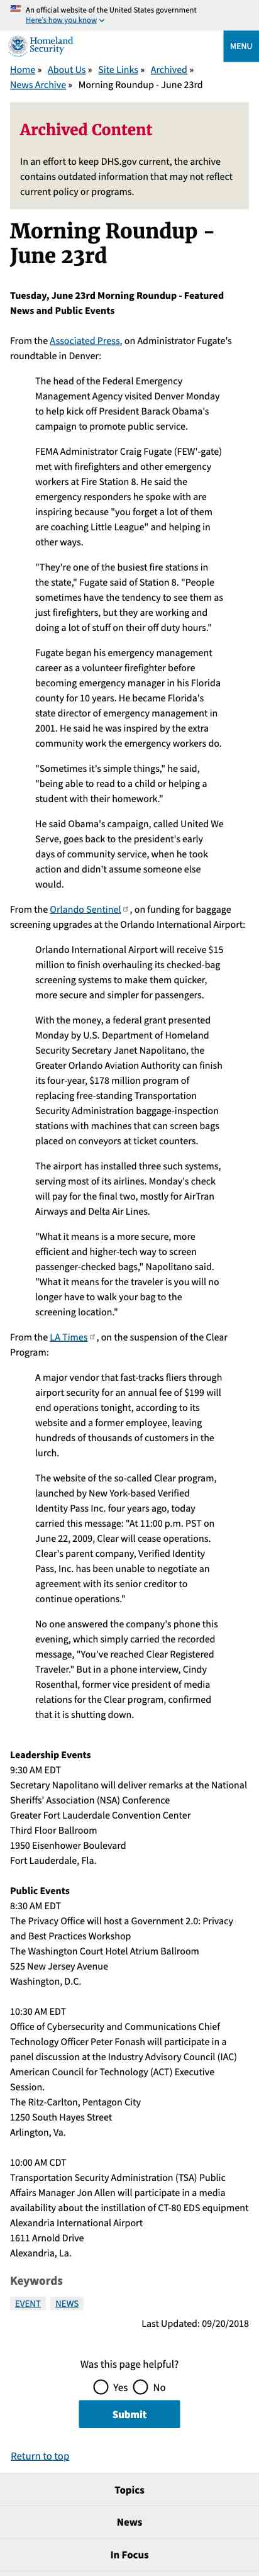 An official website of the United States government
Here's how you know
Homeland
Security
MENU
Home » About Us » Site Links » Archived »
News Archive » Morning Roundup - June 23rd
Archived Content
In an effort to keep DHS.gov current, the archive
contains outdated information that may not reflect
current policy or programs.
Morning Roundup -
June 23rd
Tuesday, June 23rd Morning Roundup - Featured
News and Public Events
From the Associated Press, on Administrator Fugate's
roundtable in Denver:
The head of the Federal Emergency
Management Agency visited Denver Monday
to help kick off President Barack Obama's
campaign to promote public service.
FEMA Administrator Craig Fugate (FEW'-gate)
met with firefighters and other emergency
workers at Fire Station 8. He said the
emergency responders he spoke with are
inspiring because "you forget a lot of them
are coaching Little League" and helping in
other ways.
"They're one of the busiest fire stations in
the state," Fugate said of Station 8. "People
sometimes have the tendency to see them as
just firefighters, but they are working and
doing a lot of stuff on their off duty hours."
Fugate began his emergency management
career as a volunteer firefighter before
becoming emergency manager in his Florida
county for 10 years. He became Florida's
state director of emergency management in
2001. He said he was inspired by the extra
community work the emergency workers do.
"Sometimes it's simple things," he said,
"being able to read to a child or helping a
student with their homework."
He said Obama's campaign, called United We
Serve, goes back to the president's early
days of community service, when he took
action and didn't assume someone else
would.
From the Orlando Sentinel, on funding for baggage
screening upgrades at the Orlando International Airport:
Orlando International Airport will receive $15
million to finish overhauling its checked-bag
screening systems to make them quicker,
more secure and simpler for passengers.
With the money, a federal grant presented
Monday by U.S. Department of Homeland
Security Secretary Janet Napolitano, the
Greater Orlando Aviation Authority can finish
its four-year, $178 million program of
replacing free-standing Transportation
Security Administration baggage-inspection
stations with machines that can screen bags
placed on conveyors at ticket counters.
The airport has installed three such systems,
serving most of its airlines. Monday's check
will pay for the final two, mostly for AirTran
Airways and Delta Air Lines.
"What it means is a more secure, more
efficient and higher-tech way to screen
passenger-checked bags," Napolitano said.
"What it means for the traveler is you will no
longer have to walk your bag to the
screening location."
From the LA Times, on the suspension of the Clear
Program:
A major vendor that fast-tracks fliers through
airport security for an annual fee of $199 will
end operations tonight, according to its
website and a former employee, leaving
hundreds of thousands of customers in the
lurch.
The website of the so-called Clear program,
launched by New York-based Verified
Identity Pass Inc. four years ago, today
carried this message: "At 11:00 p.m. PST on
June 22, 2009, Clear will cease operations.
Clear's parent company, Verified Identity
Pass, Inc. has been unable to negotiate an
agreement with its senior creditor to
continue operations."
No one answered the company's phone this
evening, which simply carried the recorded
message, "You've reached Clear Registered
Traveler." But in a phone interview, Cindy
Rosenthal, former vice president of media
relations for the Clear program, confirmed
that it is shutting down.
Leadership Events
9:30 AM EDT
Secretary Napolitano will deliver remarks at the National
Sheriffs' Association (NSA) Conference
Greater Fort Lauderdale Convention Center
Third Floor Ballroom
1950 Eisenhower Boulevard
Fort Lauderdale, Fla.
Public Events
8:30 AM EDT
The Privacy Office will host a Government 2.0: Privacy
and Best Practices Workshop
The Washington Court Hotel Atrium Ballroom
525 New Jersey Avenue
Washington, D.C.
10:30 AM EDT
Office of Cybersecurity and Communications Chief
Technology Officer Peter Fonash will participate in a
panel discussion at the Industry Advisory Council (IAC)
American Council for Technology (ACT) Executive
Session.
The Ritz-Carlton, Pentagon City
1250 South Hayes Street
Arlington, Va.
10:00 AM CDT
Transportation Security Administration (TSA) Public
Affairs Manager Jon Allen will participate in a media
availability about the instillation of CT-80 EDS equipment
Alexandria International Airport
1611 Arnold Drive
Alexandria, La.
Keywords
EVENT NEWS
Last Updated: 09/20/2018
Was this page helpful?
Yes No
Submit
Return to top
Topics
News
In Focus